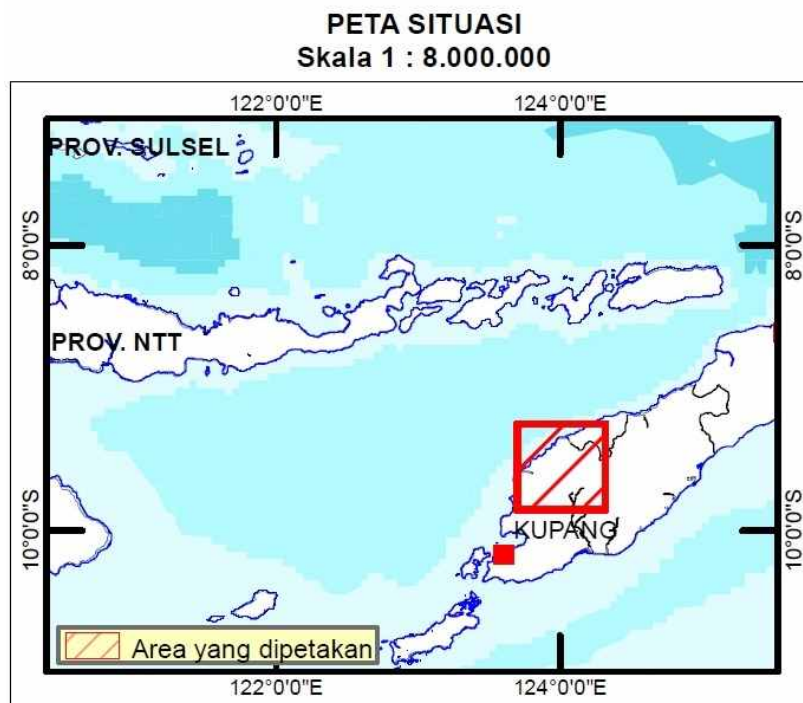 PETA SITUASI
Skala 1 : 8.000.000
122°0'0"E 124°0'0"E
PROV. SULSEL
8°0'0"S 8°0'0"S
PROV. NTT
10°0'0"S 10°0'0"S
KUPANG
Area yang dipetakan
122°0'0"E 124°0'0"E